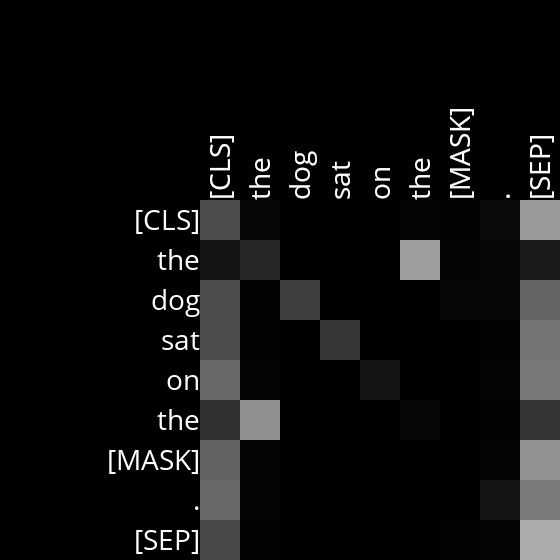 [CLS] the dog sat on the [MASK] . [SEP]
[CLS]
the
dog
sat
on
the
[MASK]
.
[SEP]